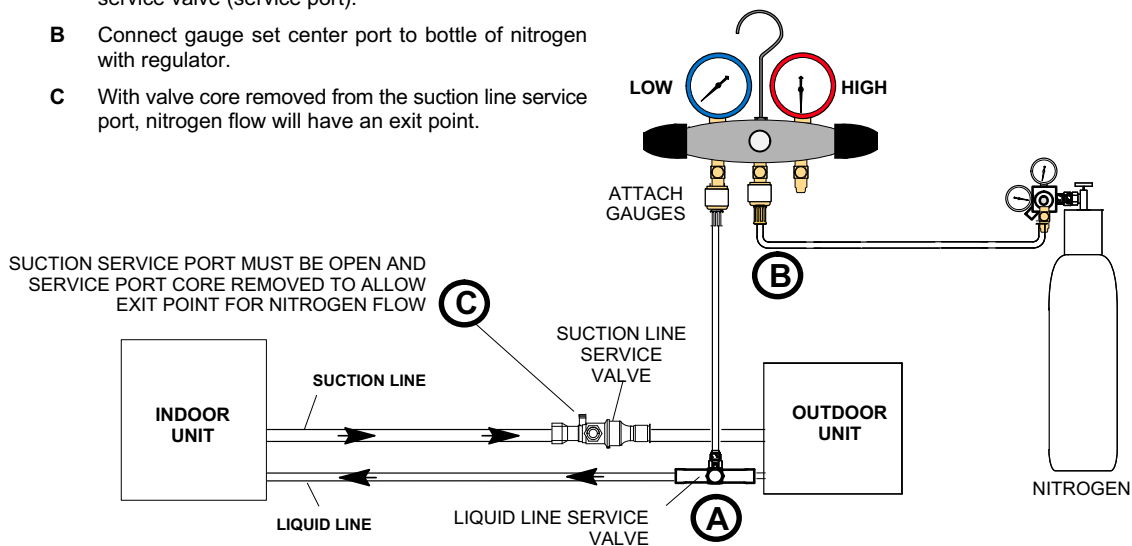 service valve (service port).
B Connect gauge set center port to bottle of nitrogen
with regulator.
C With valve core removed from the suction line service
port, nitrogen flow will have an exit point.
LOW
HIGH
ATTACH
GAUGES
B
SUCTION SERVICE PORT MUST BE OPEN AND
SERVICE PORT CORE REMOVED TO ALLOW
EXIT POINT FOR NITROGEN FLOW
C
SUCTION LINE
SERVICE
VALVE
SUCTION LINE
INDOOR
UNIT
OUTDOOR
UNIT
NITROGEN
LIQUID LINE
LIQUID LINE SERVICE
VALVE
A